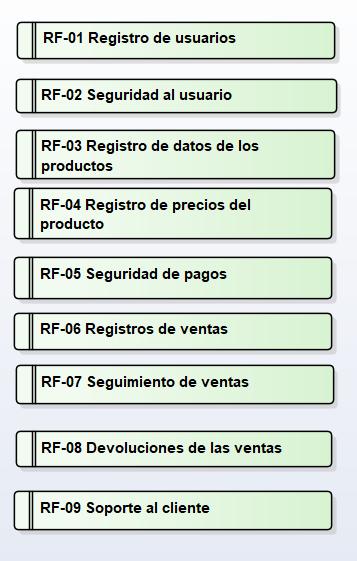 RF-01 Registro de usuarios
RF-02 Seguridad al usuario
RF-03 Registro de datos de los
productos
RF-04 Registro de precios del
producto
RF-05 Seguridad de pagos
RF-06 Registros de ventas
RF-07 Seguimiento de ventas
RF-08 Devoluciones de las ventas
RF-09 Soporte al cliente